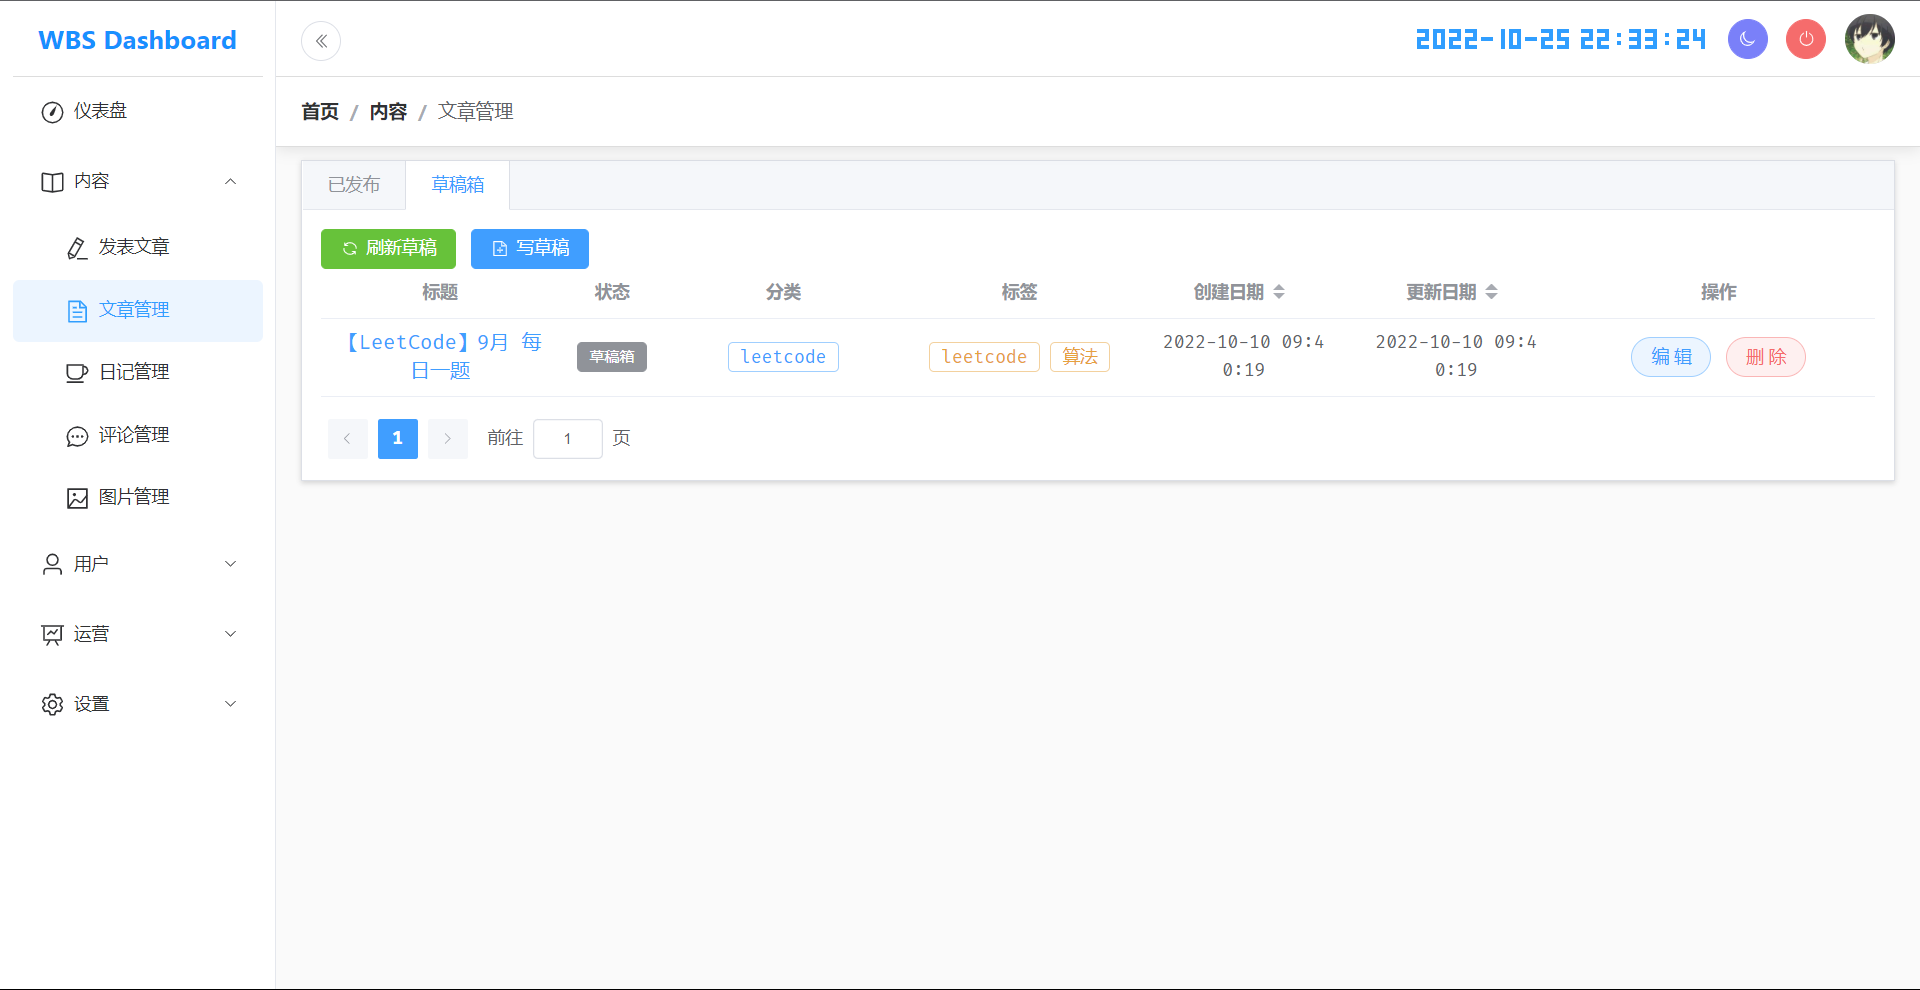 WBS Dashboard
2022-10-25 22:33:24
仪表盘
内容
发表文章
文章管理
日记管理
评论管理
图片管理
用户
运营
设置
首页 / 内容 / 文章管理
已发布 草稿箱
刷新草稿 写草稿
标题 状态 分类 标签 创建日期 更新日期 操作
【LeetCode】9月 每
日一题
草稿箱
leetcode
leetcode 算法
2022-10-10 09:4
0:19
2022-10-10 09:4
0:19
编辑 删除
1 前往 1 页